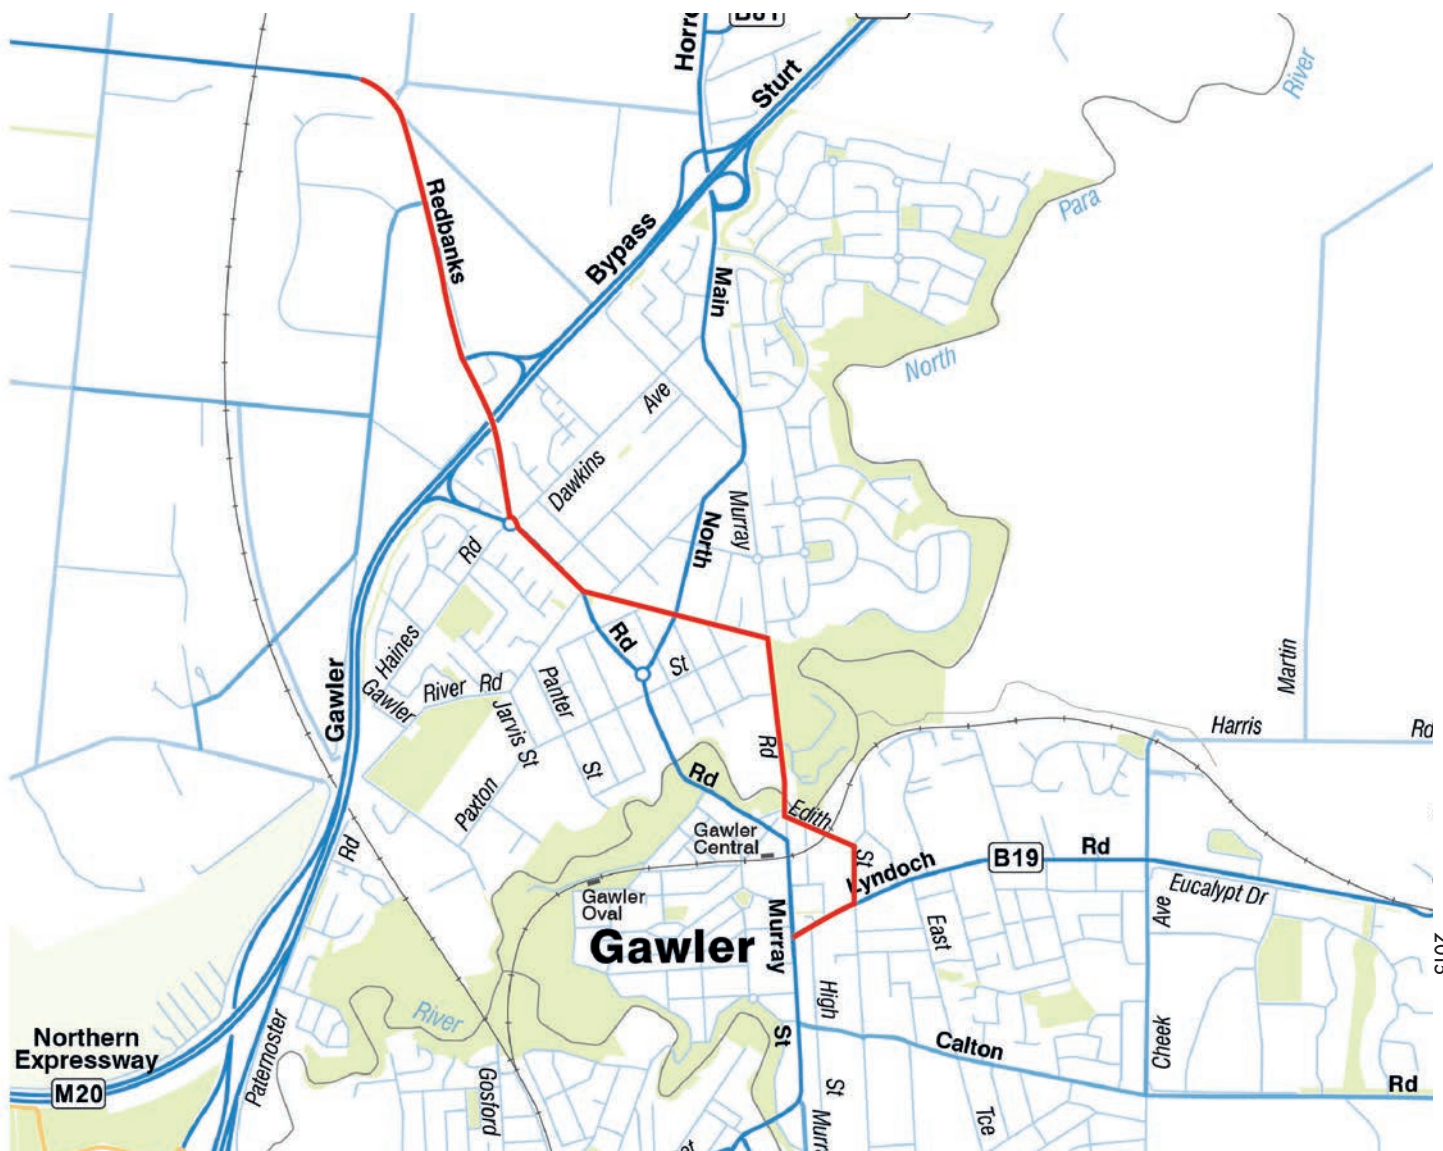 Sturt
River
Redbanks
Para
Bypass
Main
North
Ave
Dawkins
Murray
North
Rd
Rd
Haines
St
Gawler
River Rd
Gawler
Panter
Jarvis St
St
Paxton
Rd
Rd
Rd
Edith
St
Gawler
Central
Lyndoch
B19
Rd
Martin
Harris
Rd
Eucalypt Dr
Ave
Gawler
Oval
Gawler
Murray
East
2015
High
River
St
Calton
Cheek
Northern
Expressway
M20
Paternoster
Gosford
St
Tce
Rd